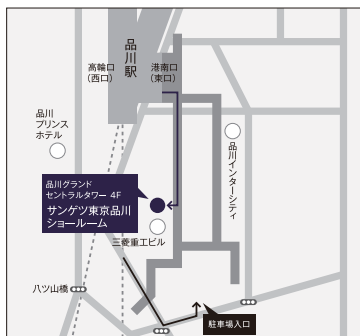 品川駅
高輪口
(西口)
港南口
(東口)
品川
プリンス
ホテル
品川インターシティ
品川グランド
セントラルタワー 4F
サンゲツ東京品川
ショールーム
三菱重工ビル
八ツ山橋
駐車場入口